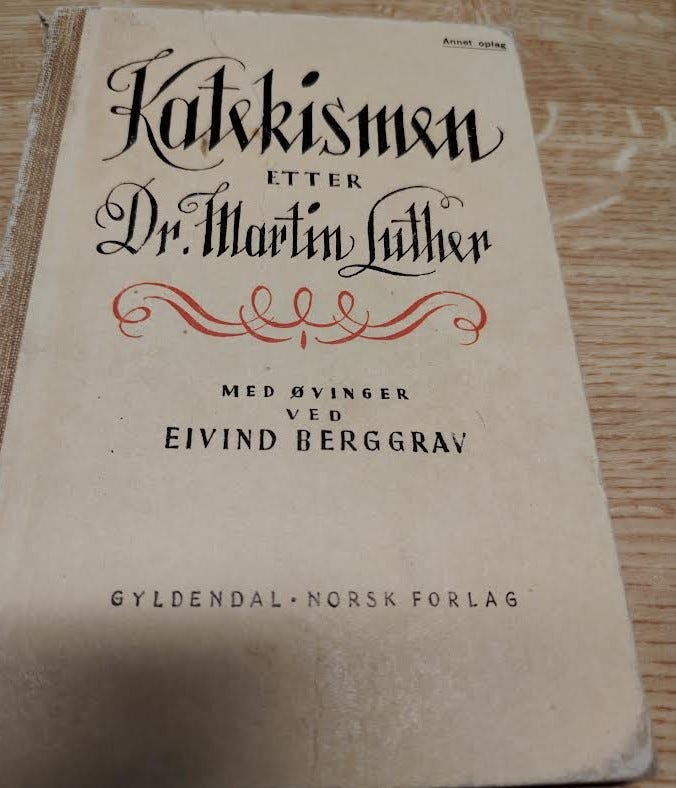 Annet oplag
Katekismen
ETTER
Dr. Martin Luther
MED ØVINGER
VED
EIVIND BERGGRAV
GYLDENDAL · NORSK FORLAG